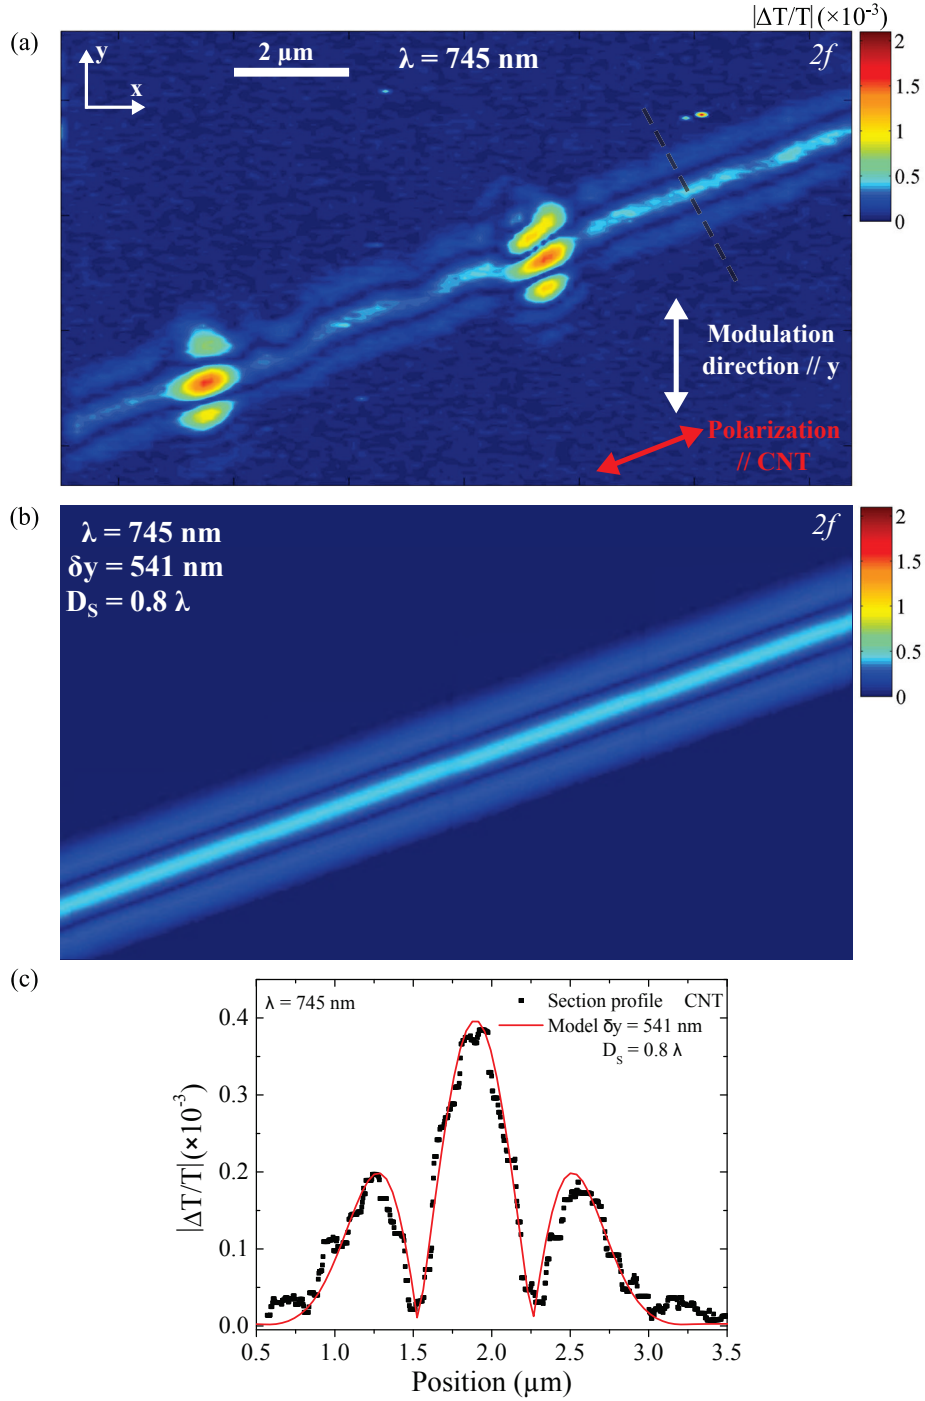 |ΔT/T| (×10⁻³)
(a)
y
x
2 µm
λ = 745 nm
2f
2
1.5
1
0.5
0
Modulation
direction // y
Polarization
// CNT
(b)
λ = 745 nm
δy = 541 nm
D_S = 0.8 λ
2f
2
1.5
1
0.5
0
(c)
λ = 745 nm
Section profile CNT
Model δy = 541 nm
D_S = 0.8 λ
|ΔT/T| (×10⁻³)
0.4
0.3
0.2
0.1
0.0
0.5 1.0 1.5 2.0 2.5 3.0 3.5
Position (µm)